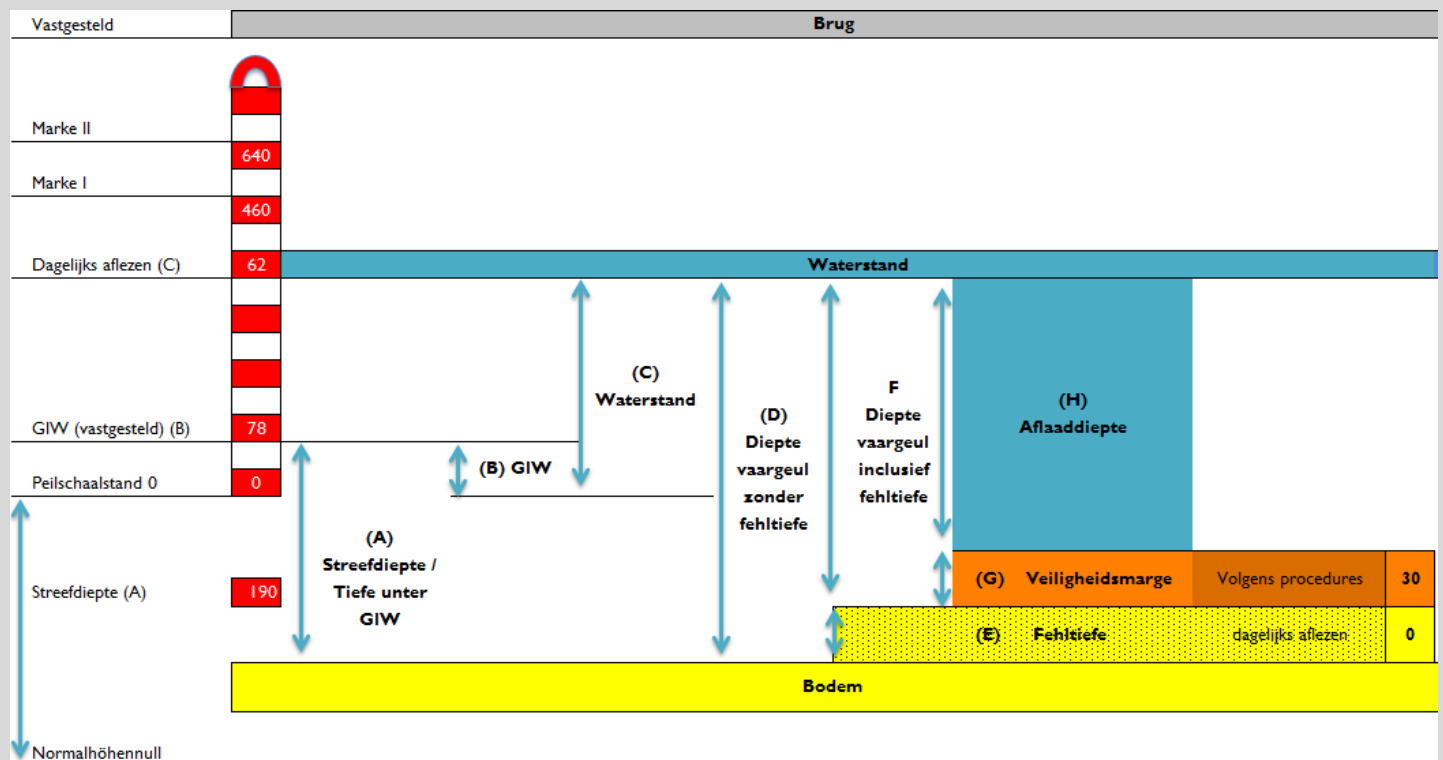 Vastgesteld
Brug
Marke II
640
Marke I
460
Dagelijks aflezen (C)
62
Waterstand
(C)
Waterstand
(D)
Diepte
vaargeul
zonder
fehltiefe
F
Diepte
vaargeul
inclusief
fehltiefe
(H)
Aflaaddiepte
GIW (vastgesteld) (B)
78
(B) GIW
Peilschaalstand 0
0
(A)
Streefdiepte /
Tiefe unter
GIW
Streefdiepte (A)
190
(G) Veiligheidsmarge
Volgens procedures
30
(E) Fehltiefe
dagelijks aflezen
0
Bodem
Normalhöhennull